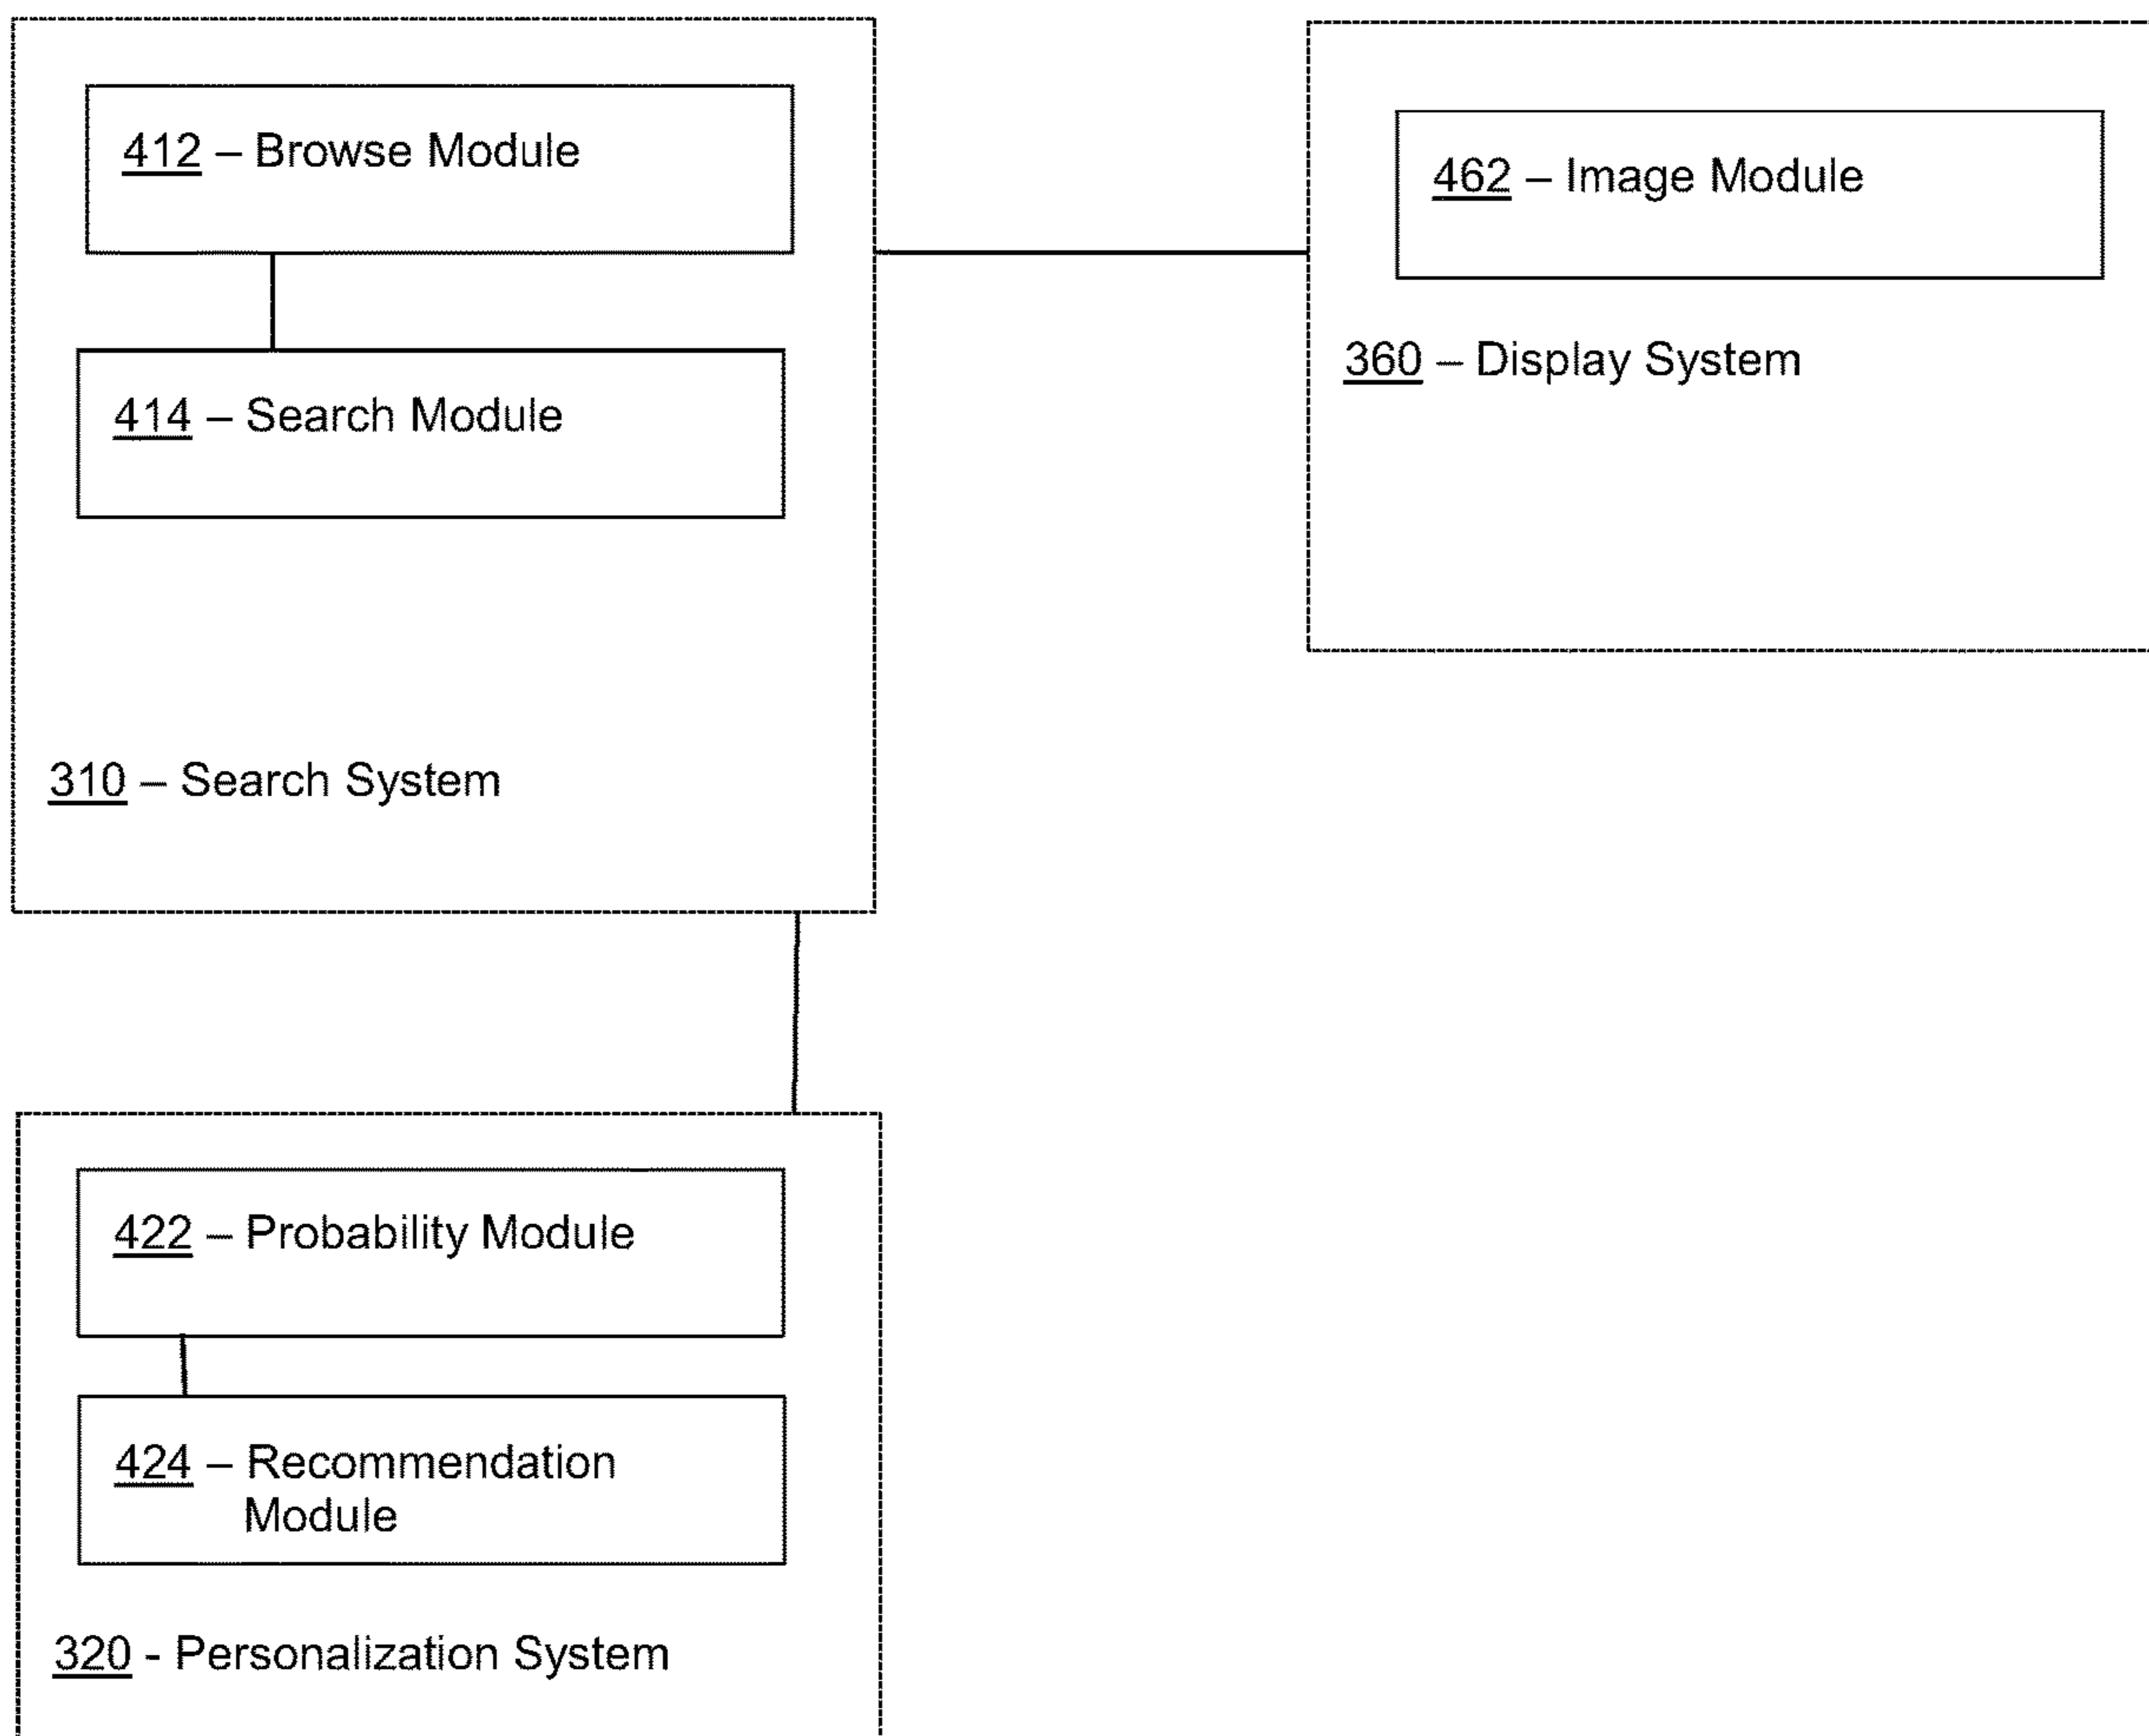 412 – Browse Module
414 – Search Module
310 – Search System
462 – Image Module
360 – Display System
422 – Probability Module
424 – Recommendation
Module
320 - Personalization System